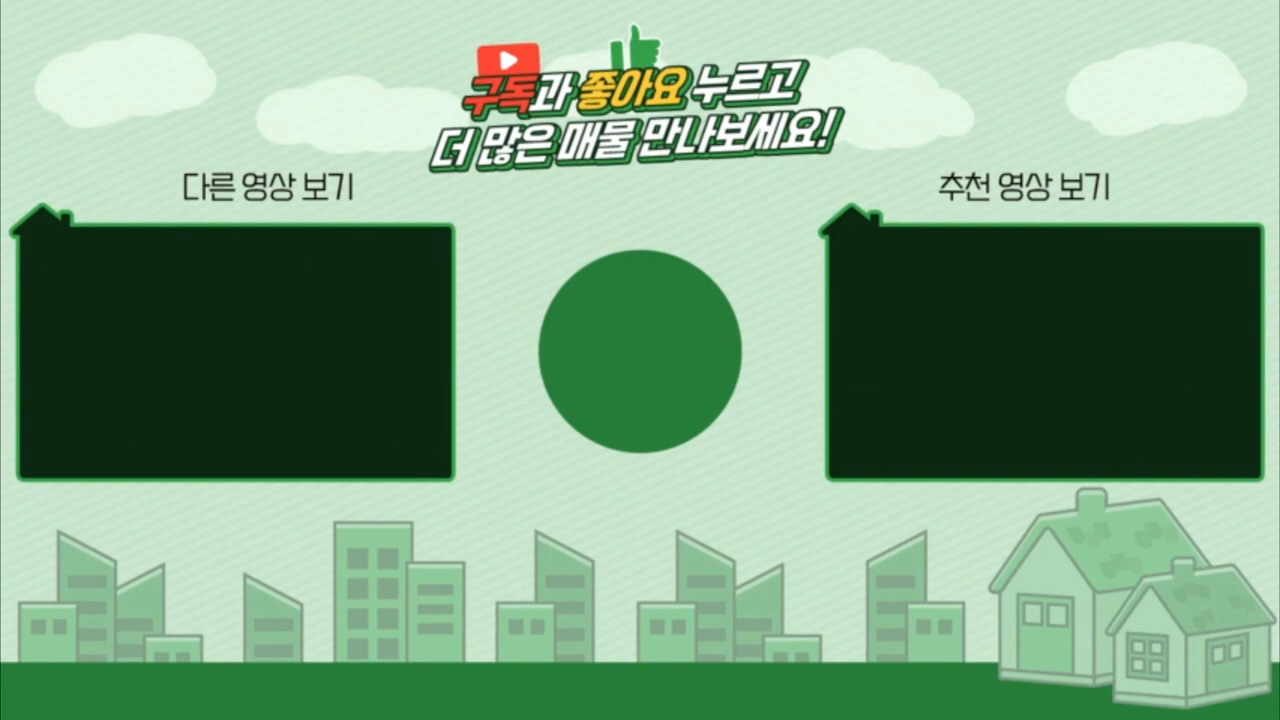 구독과 좋아요 누르고
더 많은 매물 만나보세요!
다른 영상 보기
추천 영상 보기